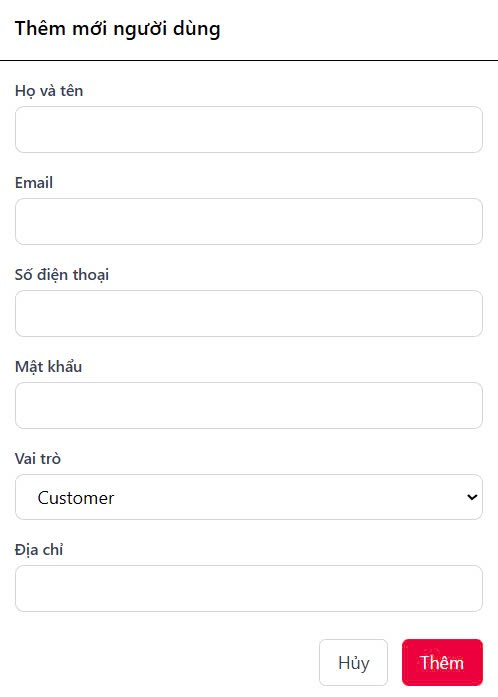 Thêm mới người dùng
Họ và tên
Email
Số điện thoại
Mật khẩu
Vai trò
Customer
Địa chỉ
Hủy
Thêm